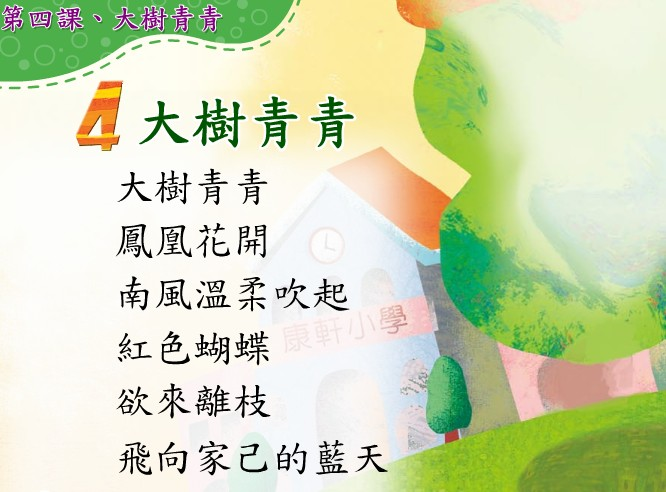 第四課、大樹青青
4 大樹青青
大樹青青
鳳凰花開
南風溫柔吹起
紅色蝴蝶
欲來離枝
飛向家己的藍天
康軒小學